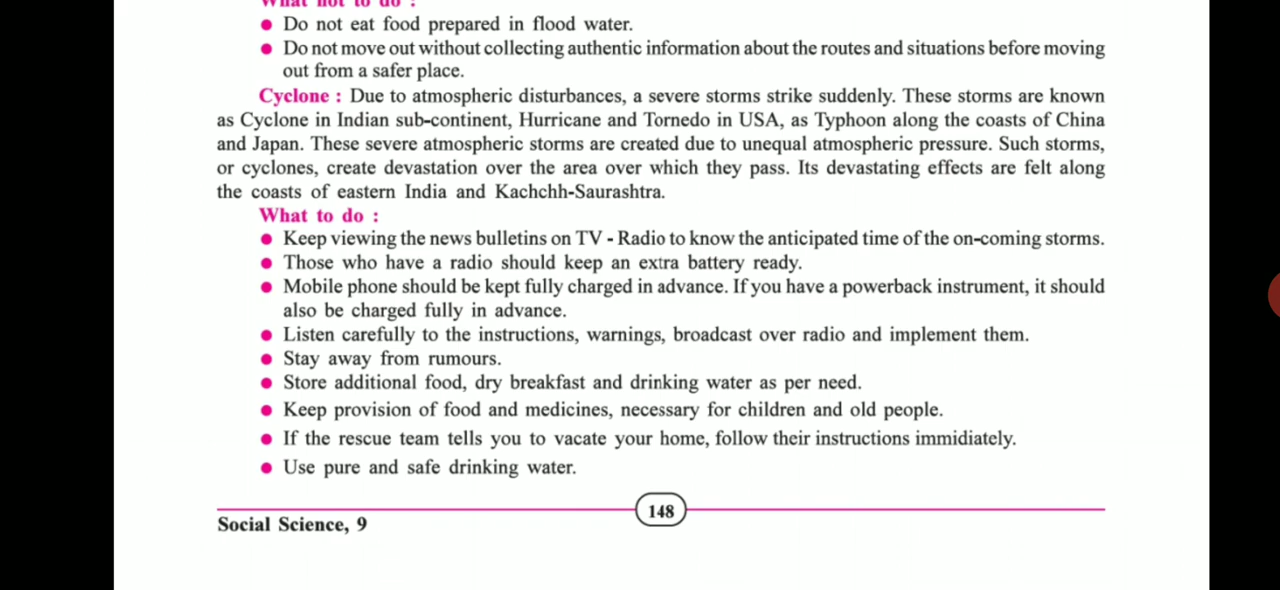 What not to do :
• Do not eat food prepared in flood water.
• Do not move out without collecting authentic information about the routes and situations before moving
out from a safer place.
Cyclone : Due to atmospheric disturbances, a severe storms strike suddenly. These storms are known
as Cyclone in Indian sub-continent, Hurricane and Tornedo in USA, as Typhoon along the coasts of China
and Japan. These severe atmospheric storms are created due to unequal atmospheric pressure. Such storms,
or cyclones, create devastation over the area over which they pass. Its devastating effects are felt along
the coasts of eastern India and Kachchh-Saurashtra.
What to do :
• Keep viewing the news bulletins on TV - Radio to know the anticipated time of the on-coming storms.
• Those who have a radio should keep an extra battery ready.
• Mobile phone should be kept fully charged in advance. If you have a powerback instrument, it should
also be charged fully in advance.
• Listen carefully to the instructions, warnings, broadcast over radio and implement them.
• Stay away from rumours.
• Store additional food, dry breakfast and drinking water as per need.
• Keep provision of food and medicines, necessary for children and old people.
• If the rescue team tells you to vacate your home, follow their instructions immidiately.
• Use pure and safe drinking water.
148
Social Science, 9